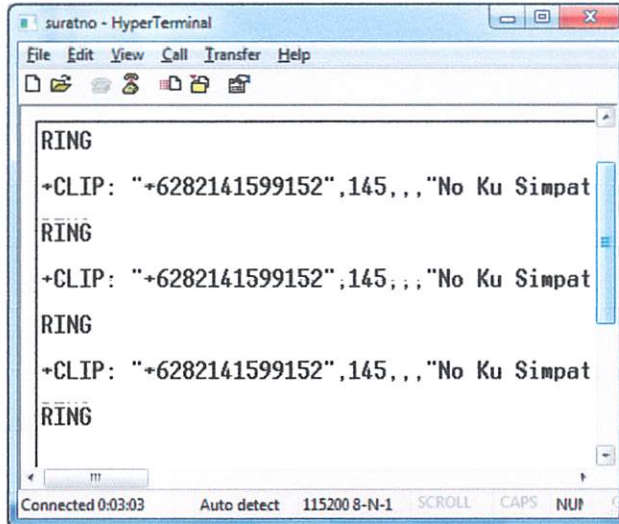 suratno - HyperTerminal
File Edit View Call Transfer Help
RING
+CLIP: "+6282141599152",145,,,"No Ku Simpat
RING
+CLIP: "+6282141599152",145,,,"No Ku Simpat
RING
+CLIP: "+6282141599152",145,,,"No Ku Simpat
RING
Connected 0:03:03 Auto detect 115200 8-N-1 SCROLL CAPS NUM